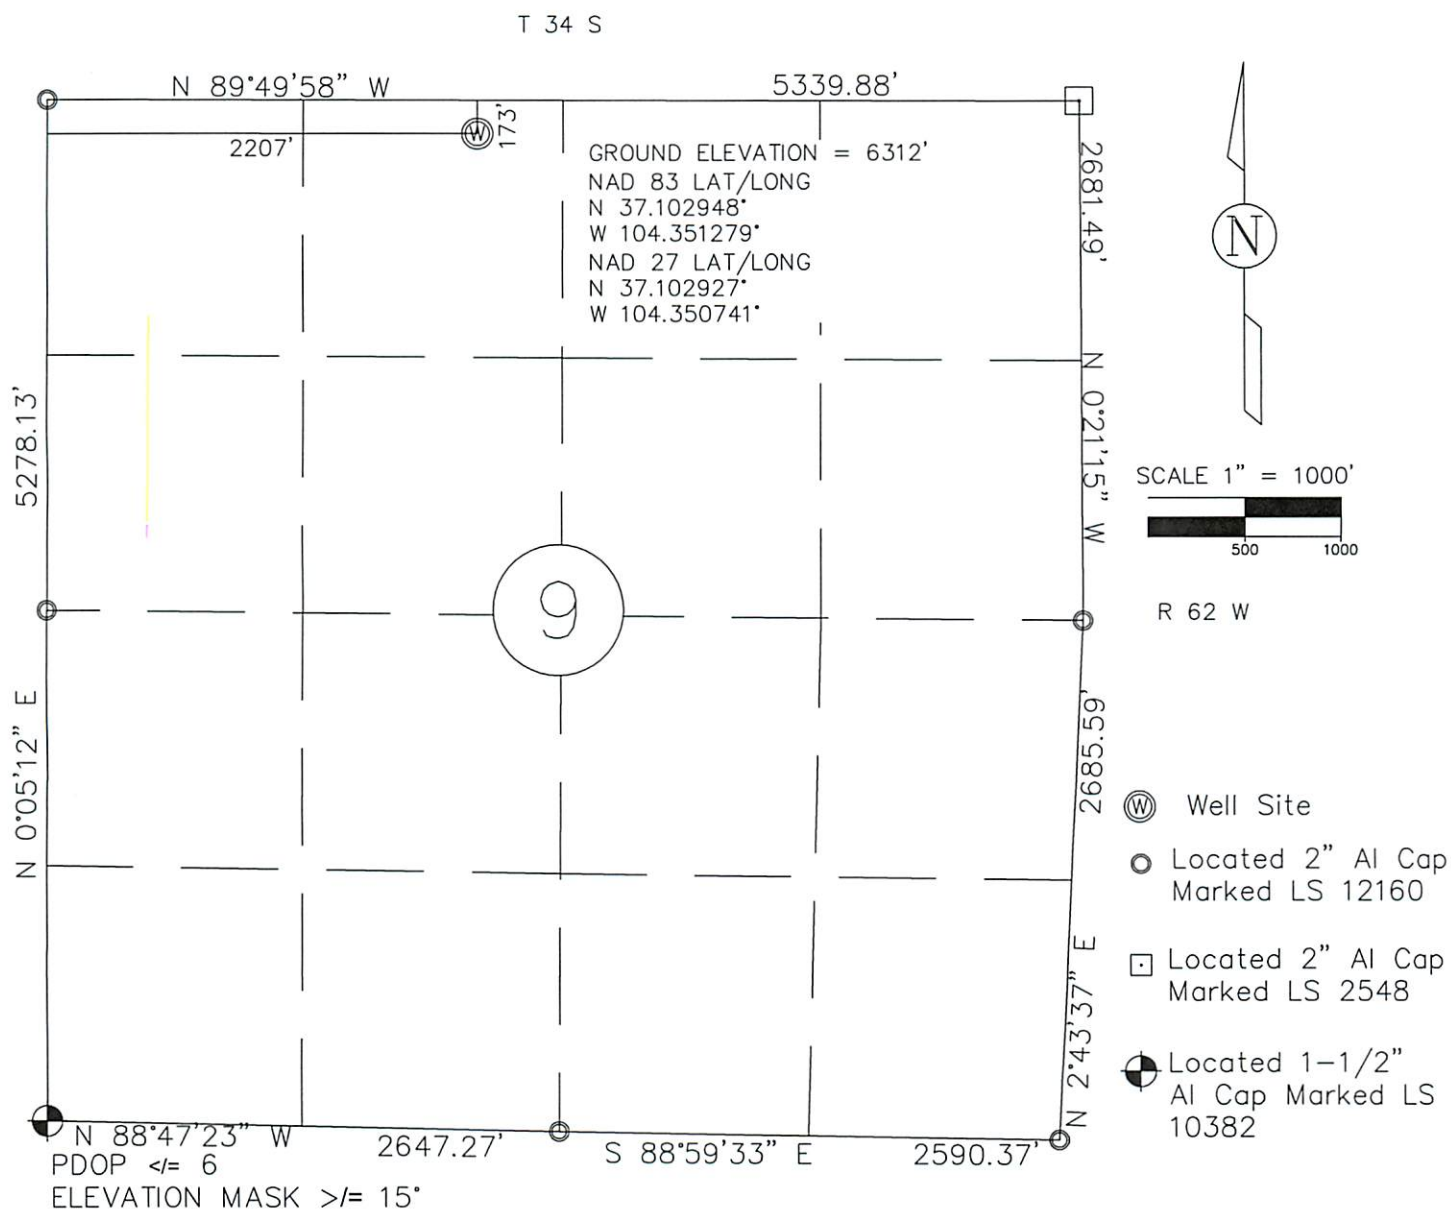 T 34 S
N 89°49'58" W
5339.88'
W
173'
2207'
GROUND ELEVATION = 6312'
NAD 83 LAT/LONG
N 37.102948°
W 104.351279°
NAD 27 LAT/LONG
N 37.102927°
W 104.350741°
2681.49'
N 0°21'15" W
N
5278.13'
N 0°05'12" E
SCALE 1" = 1000'
500 1000
9
R 62 W
2985.59'
N 2°43'37" E
W Well Site
Located 2" Al Cap
Marked LS 12160
Located 2" Al Cap
Marked LS 2548
Located 1-1/2"
Al Cap Marked LS
10382
N 88°47'23" W
2647.27'
S 88°59'33" E
2590.37'
PDOP </= 6
ELEVATION MASK >/= 15°